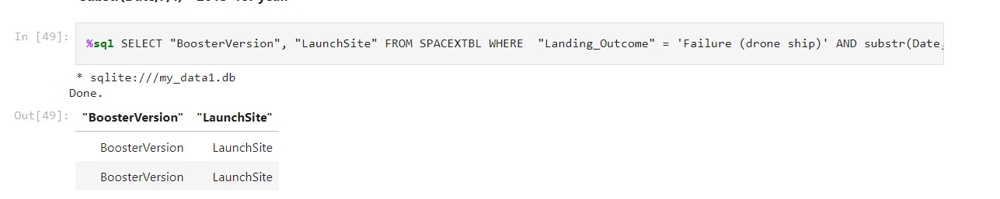 In [49]: %sql SELECT "BoosterVersion", "LaunchSite" FROM SPACEXTBL WHERE  "Landing_Outcome" = 'Failure (drone ship)' AND substr(Date,
* sqlite:///my_data1.db
Done.
Out[49]: "BoosterVersion" "LaunchSite"
BoosterVersion LaunchSite
BoosterVersion LaunchSite